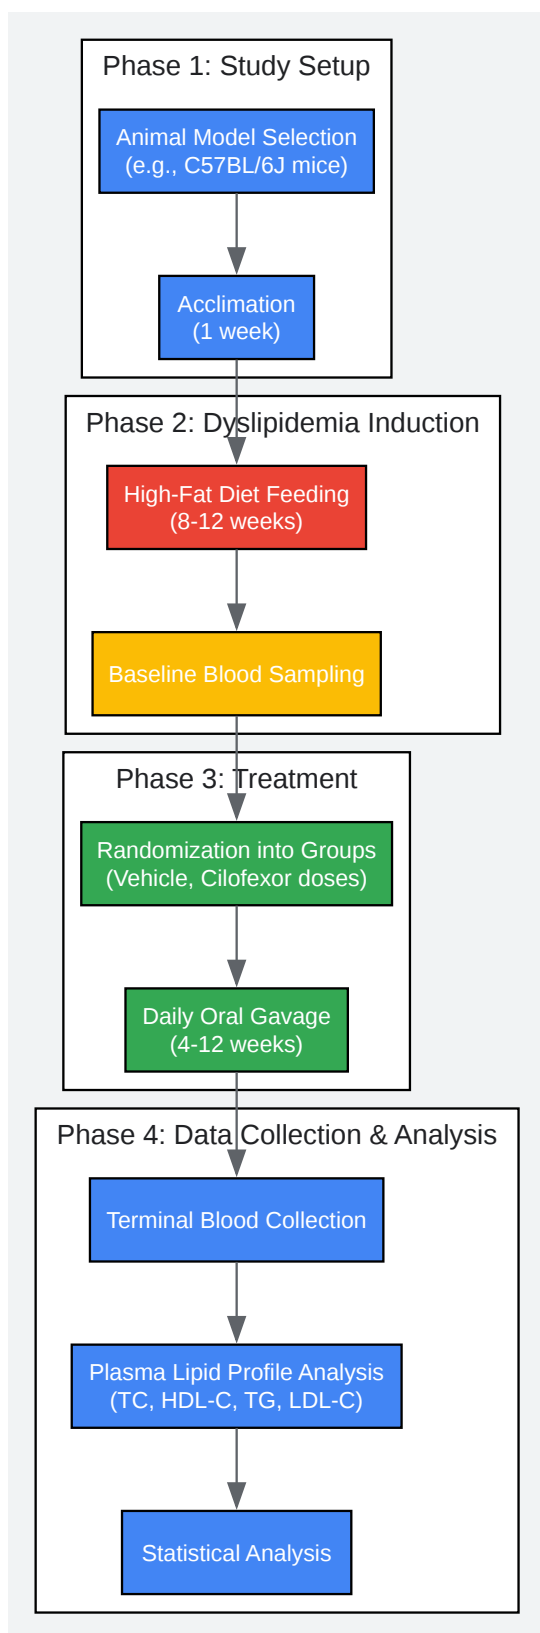 Phase 1: Study Setup
Animal Model Selection
(e.g., C57BL/6J mice)
Acclimation
(1 week)
Phase 2: Dyslipidemia Induction
High-Fat Diet Feeding
(8-12 weeks)
Baseline Blood Sampling
Phase 3: Treatment
Randomization into Groups
(Vehicle, Cilofexor doses)
Daily Oral Gavage
(4-12 weeks)
Phase 4: Data Collection & Analysis
Terminal Blood Collection
Plasma Lipid Profile Analysis
(TC, HDL-C, TG, LDL-C)
Statistical Analysis